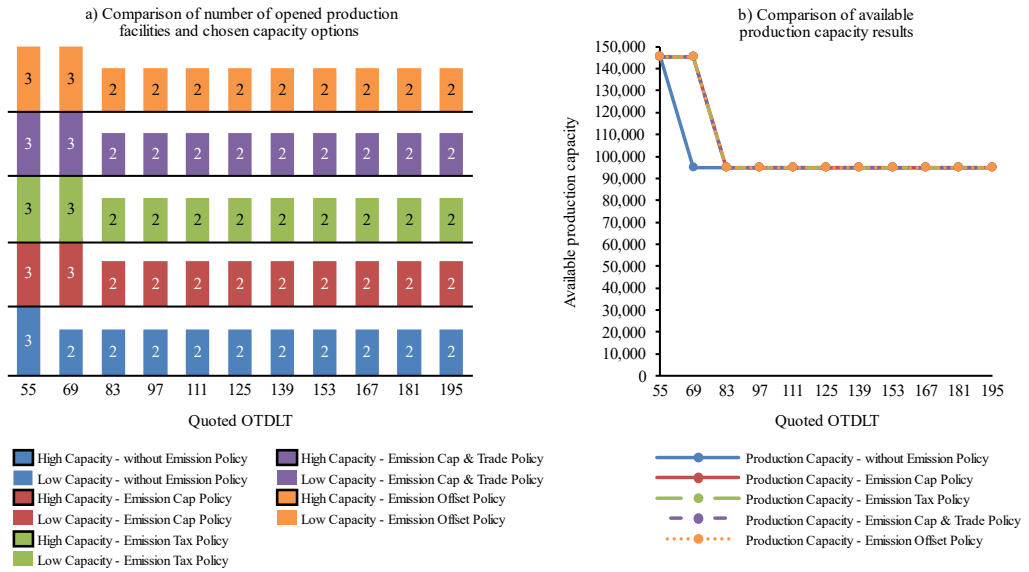 a) Comparison of number of opened production
facilities and chosen capacity options
3 3 2 2 2 2 2 2 2 2 2
3 3 2 2 2 2 2 2 2 2 2
3 3 2 2 2 2 2 2 2 2 2
3 3 2 2 2 2 2 2 2 2 2
3 2 2 2 2 2 2 2 2 2 2
55 69 83 97 111 125 139 153 167 181 195
Quoted OTDLT
High Capacity - without Emission Policy
Low Capacity - without Emission Policy
High Capacity - Emission Cap Policy
Low Capacity - Emission Cap Policy
High Capacity - Emission Tax Policy
Low Capacity - Emission Tax Policy
High Capacity - Emission Cap & Trade Policy
Low Capacity - Emission Cap & Trade Policy
High Capacity - Emission Offset Policy
Low Capacity - Emission Offset Policy
b) Comparison of available
production capacity results
Available production capacity
150,000
140,000
130,000
120,000
110,000
100,000
90,000
80,000
70,000
60,000
50,000
40,000
30,000
20,000
10,000
0
55 69 83 97 111 125 139 153 167 181 195
Quoted OTDLT
Production Capacity - without Emission Policy
Production Capacity - Emission Cap Policy
Production Capacity - Emission Tax Policy
Production Capacity - Emission Cap & Trade Policy
Production Capacity - Emission Offset Policy